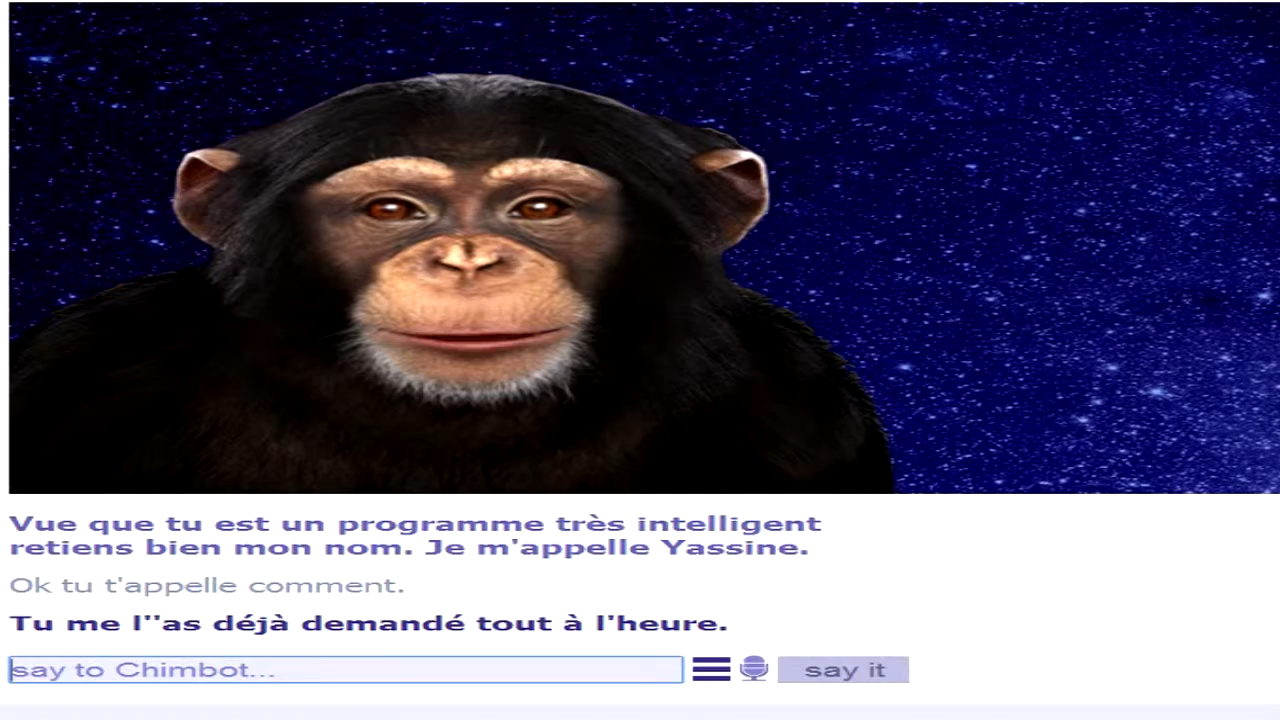 Vue que tu est un programme très intelligent
retiens bien mon nom. Je m'appelle Yassine.
Ok tu t'appelle comment.
Tu me l''as déjà demandé tout à l'heure.
say to Chimbot...
say it